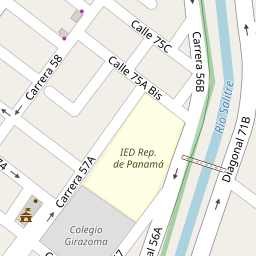 Calle 75C
Carrera 56B
Carrera 58
Calle 75A Bis
Río Salitre
Diagonal 71B
IED Rep.
de Panamá
Carrera 57A
Colegio
Girazoma
56A